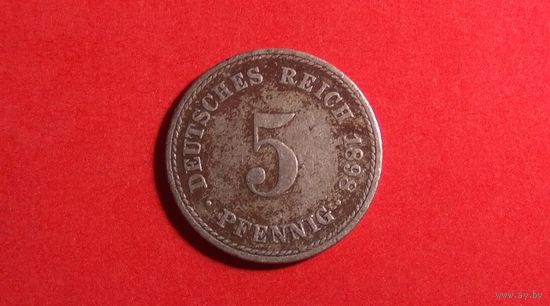 DEUTSCHES REICH 1898
5
· PFENNIG ·
www.ay.by